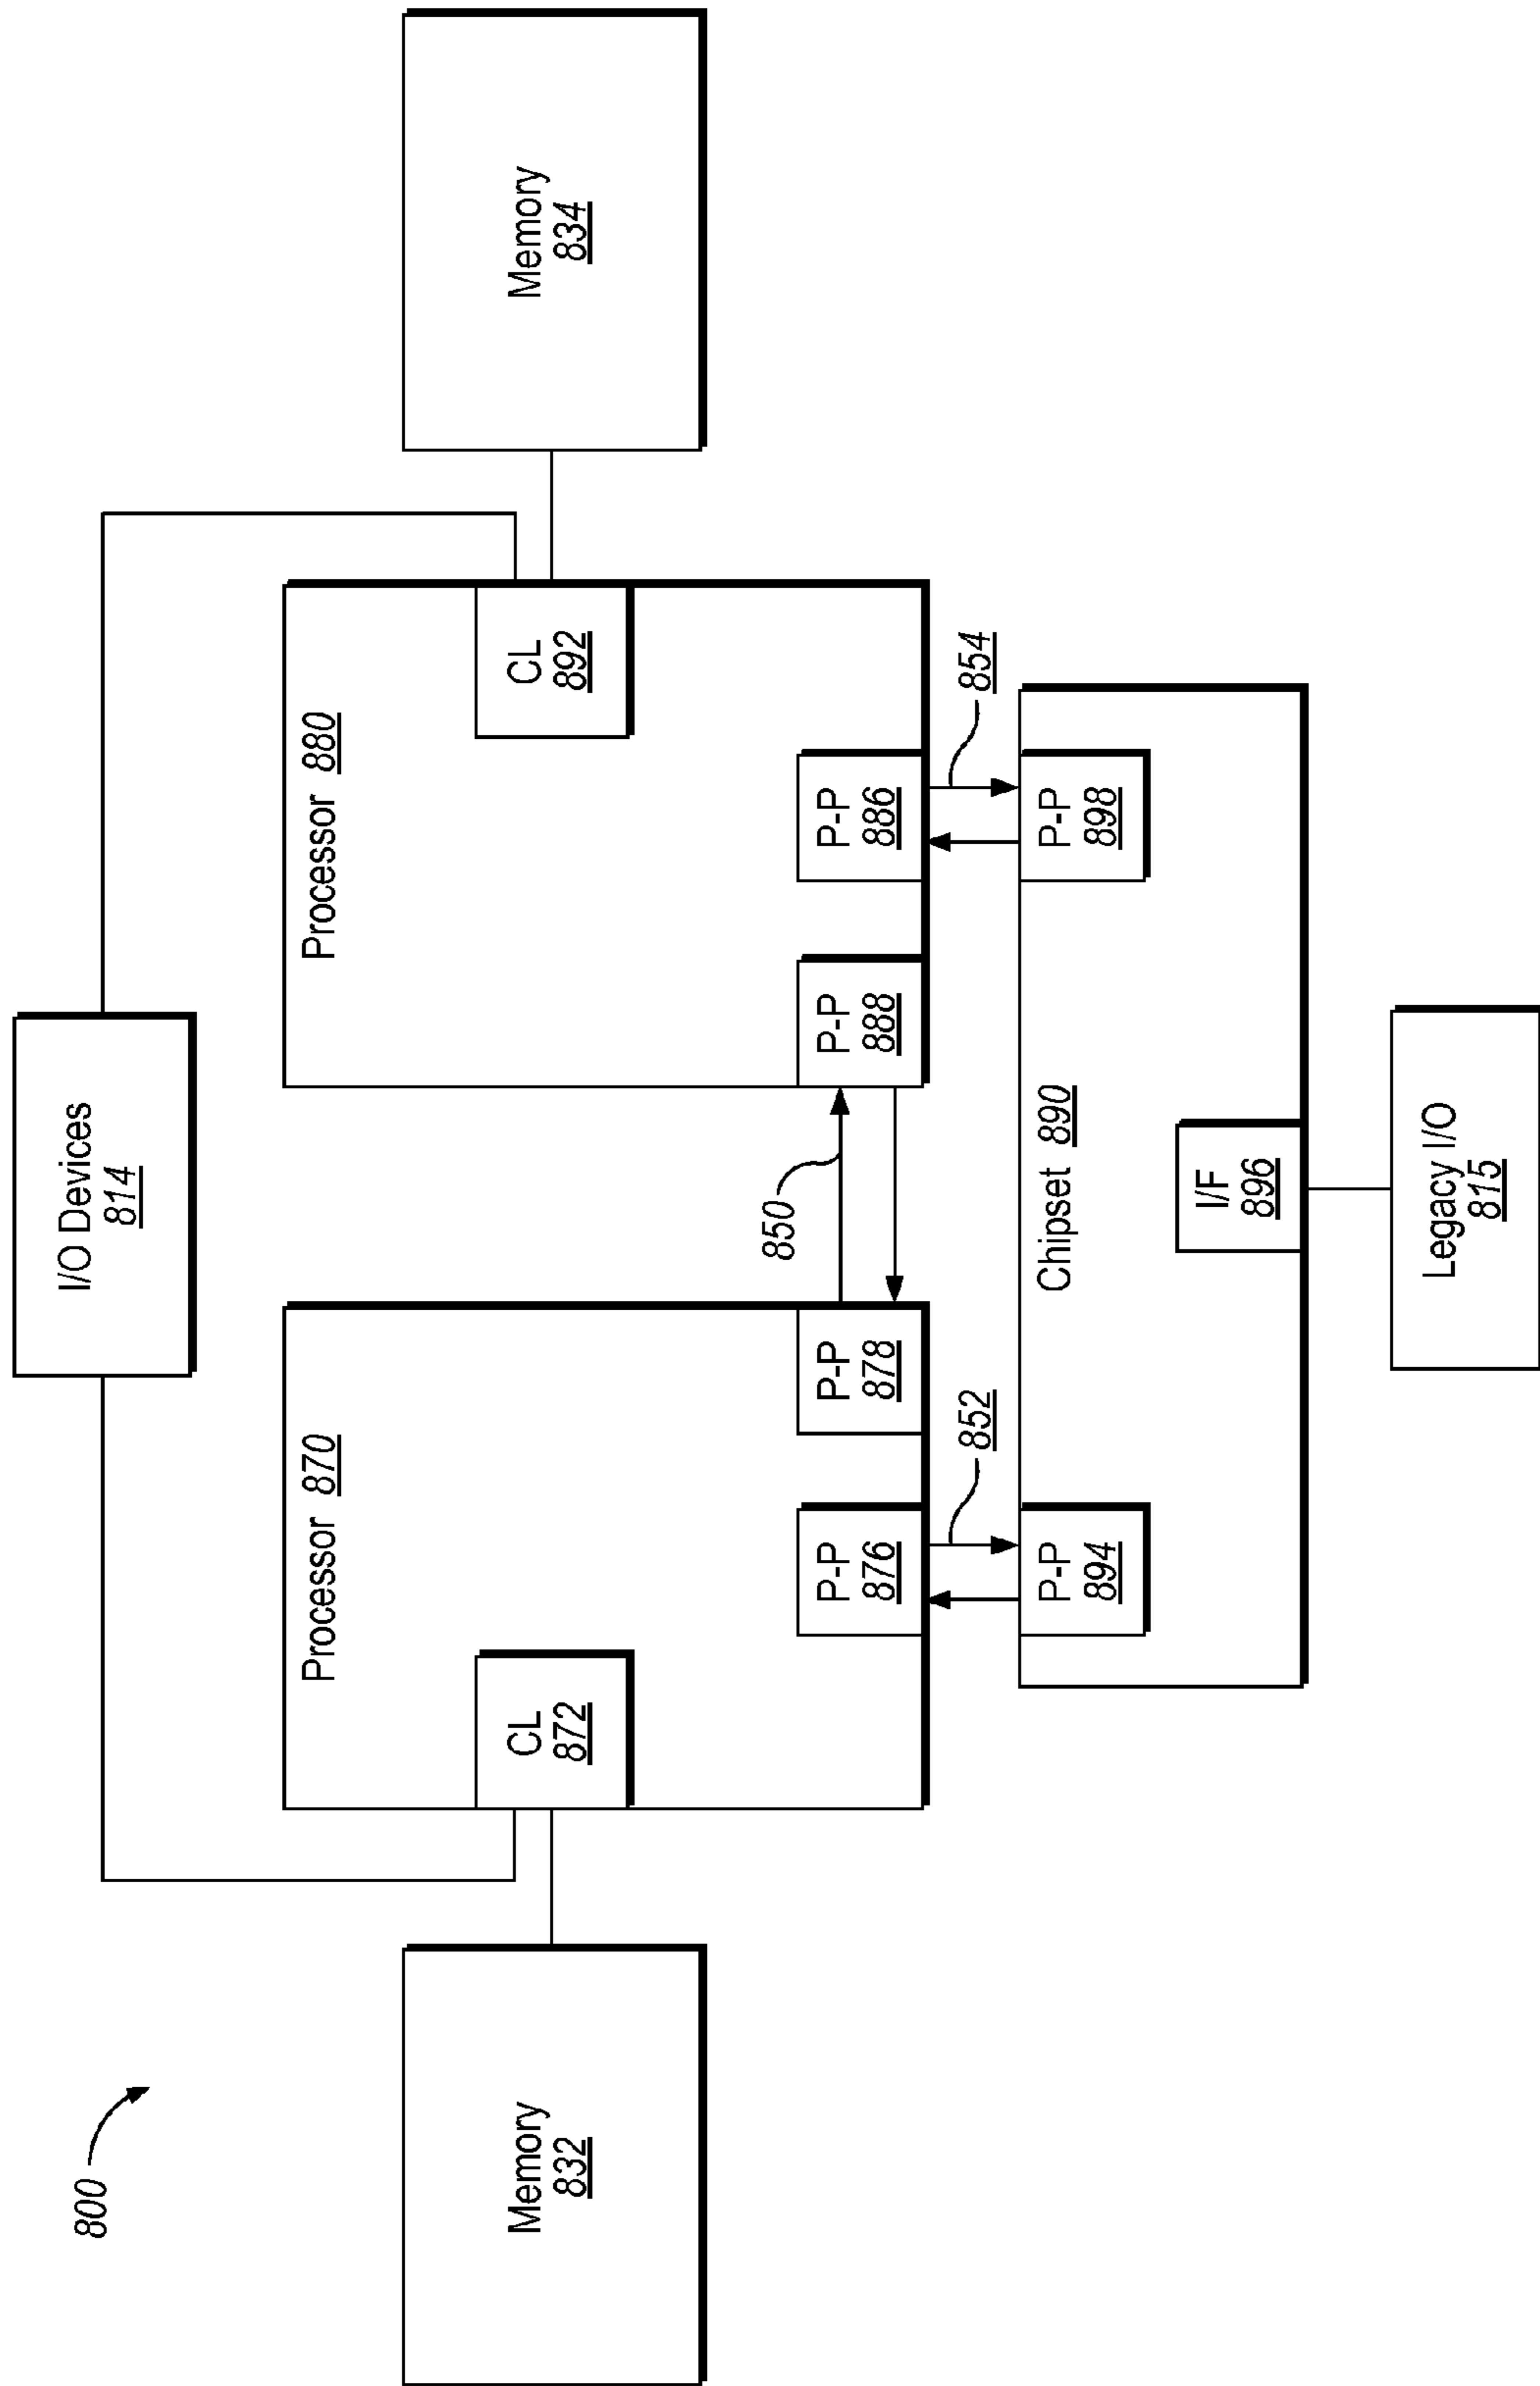 800
I/O Devices
814
Memory
832
Processor 870
CL
872
P-P
876
P-P
878
850
Processor 880
CL
892
P-P
888
P-P
886
Memory
834
852
854
Chipset 890
P-P
894
P-P
898
I/F
896
Legacy I/O
815